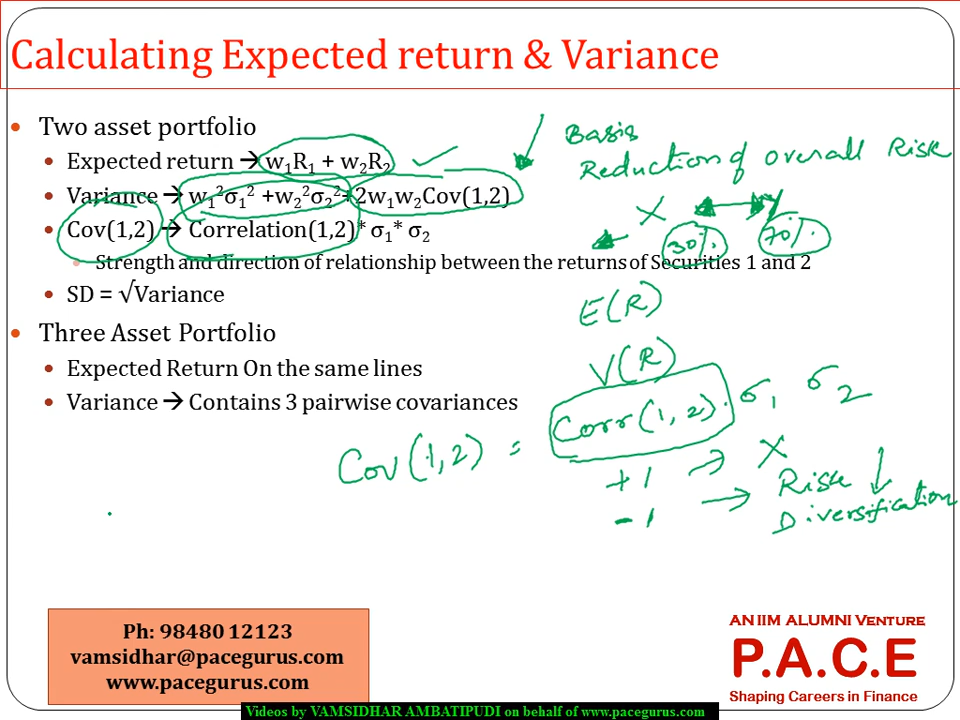 Calculating Expected return & Variance
• Two asset portfolio
• Expected return → w₁R₁ + w₂R₂
• Variance → w₁²σ₁² +w₂²σ₂²+2w₁w₂Cov(1,2)
• Cov(1,2) → Correlation(1,2)* σ₁* σ₂
• Strength and direction of relationship between the returns of Securities 1 and 2
• SD = √Variance
• Three Asset Portfolio
• Expected Return On the same lines
• Variance → Contains 3 pairwise covariances
Basis
Reduction of overall Risk
X ↔ Y
30% 70%
E(R)
V(R)
Cov(1,2) = Corr(1,2) · σ₁ σ₂
+1 → X
-1 → Risk ↓
Diversification
Ph: 98480 12123
vamsidhar@pacegurus.com
www.pacegurus.com
AN IIM ALUMNI VENTURE
P.A.C.E
Shaping Careers in Finance
Videos by VAMSIDHAR AMBATIPUDI on behalf of www.pacegurus.com